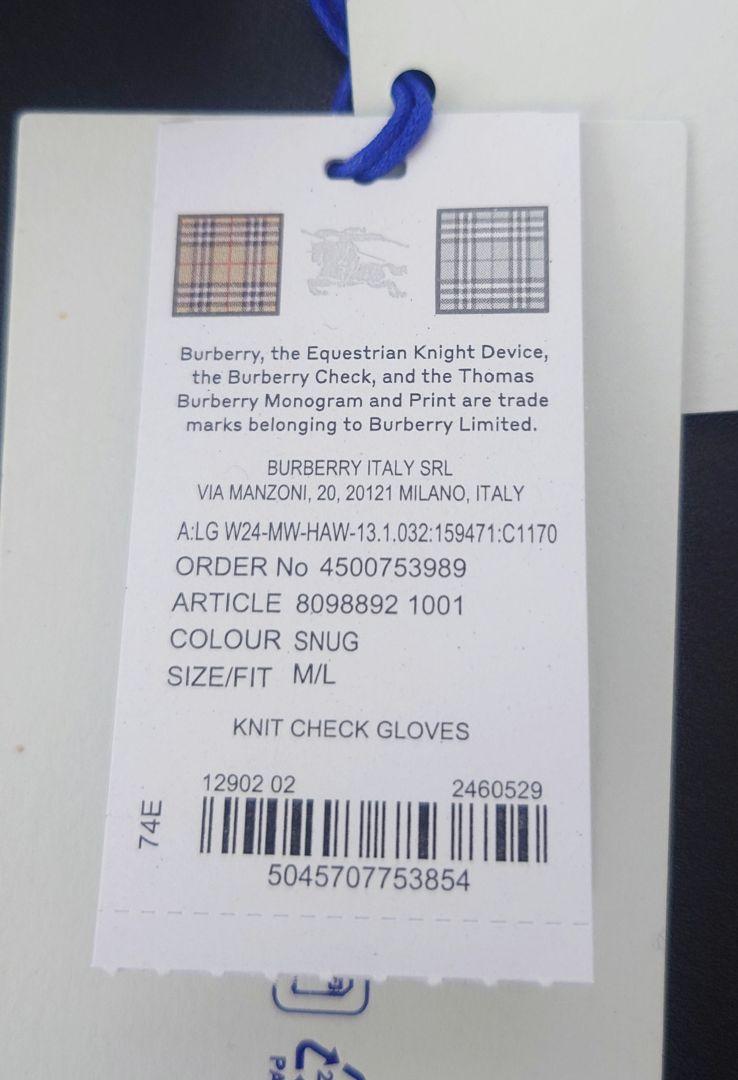 Burberry, the Equestrian Knight Device,
the Burberry Check, and the Thomas
Burberry Monogram and Print are trade
marks belonging to Burberry Limited.
BURBERRY ITALY SRL
VIA MANZONI, 20, 20121 MILANO, ITALY
A:LG W24-MW-HAW-13.1.032:159471:C1170
ORDER No 4500753989
ARTICLE 8098892 1001
COLOUR SNUG
SIZE/FIT M/L
KNIT CHECK GLOVES
12902 02 2460529
74E
5045707753854